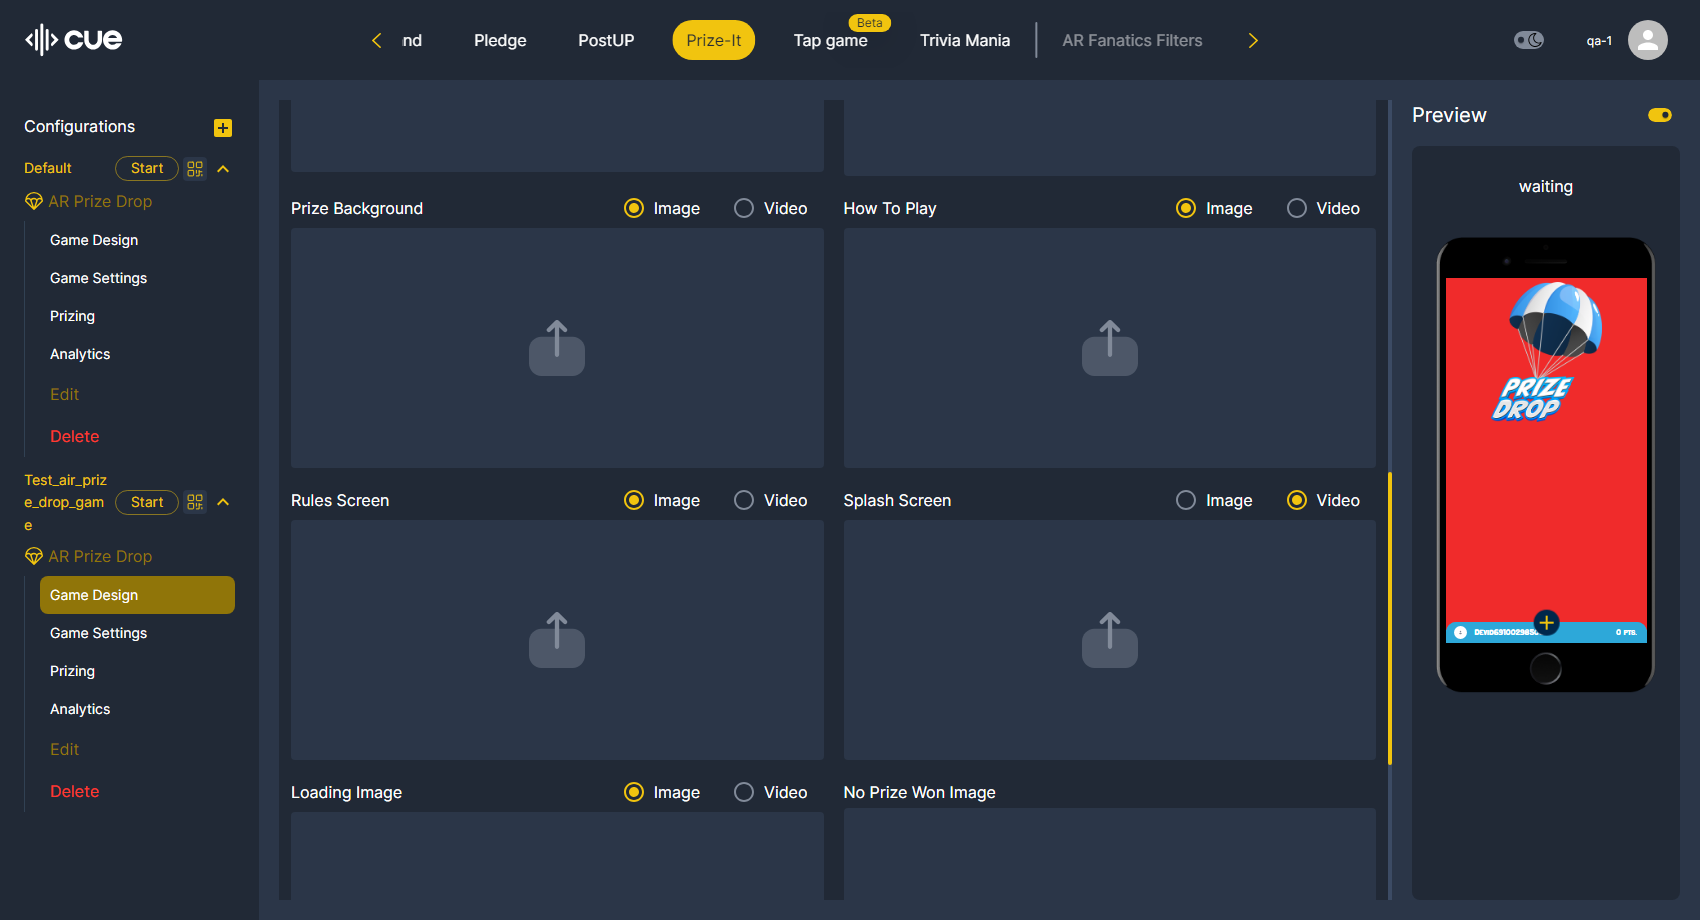 cue
nd
Pledge
PostUP
Prize-It
Beta
Tap game
Trivia Mania
AR Fanatics Filters
qa-1
Configurations
Default
Start
AR Prize Drop
Game Design
Game Settings
Prizing
Analytics
Edit
Delete
Test_air_priz
e_drop_gam
e
Start
AR Prize Drop
Game Design
Game Settings
Prizing
Analytics
Edit
Delete
Prize Background
Image
Video
How To Play
Image
Video
Rules Screen
Image
Video
Splash Screen
Image
Video
Loading Image
Image
Video
No Prize Won Image
Preview
waiting
PRIZE
DROP
0 PTS.